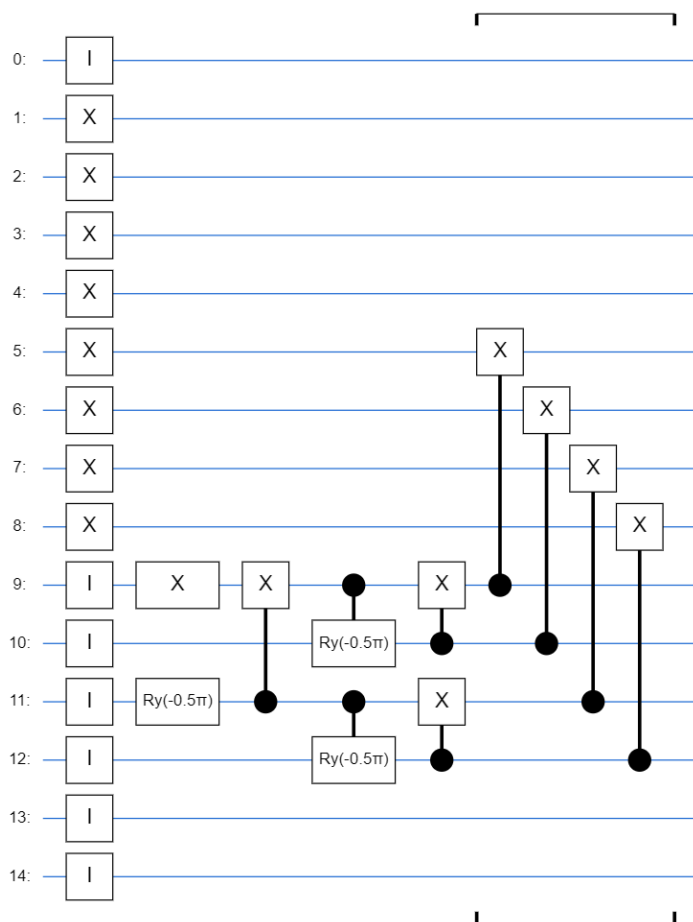 0: I
1: X
2: X
3: X
4: X
5: X X
6: X X
7: X X
8: X X
9: I X X X
10: I Ry(-0.5π)
11: I Ry(-0.5π) X
12: I Ry(-0.5π)
13: I
14: I